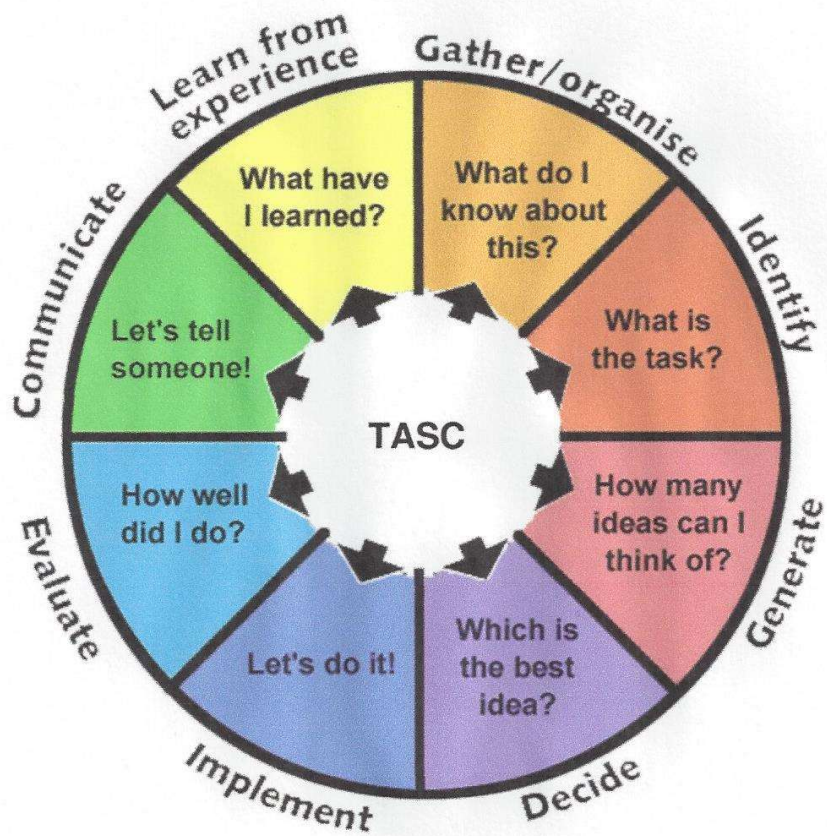 Gather/organise
What do I
know about
this?
Identify
What is
the task?
Generate
How many
ideas can I
think of?
Decide
Which is
the best
idea?
Implement
Let's do it!
Evaluate
How well
did I do?
Communicate
Let's tell
someone!
Learn from
experience
What have
I learned?
TASC